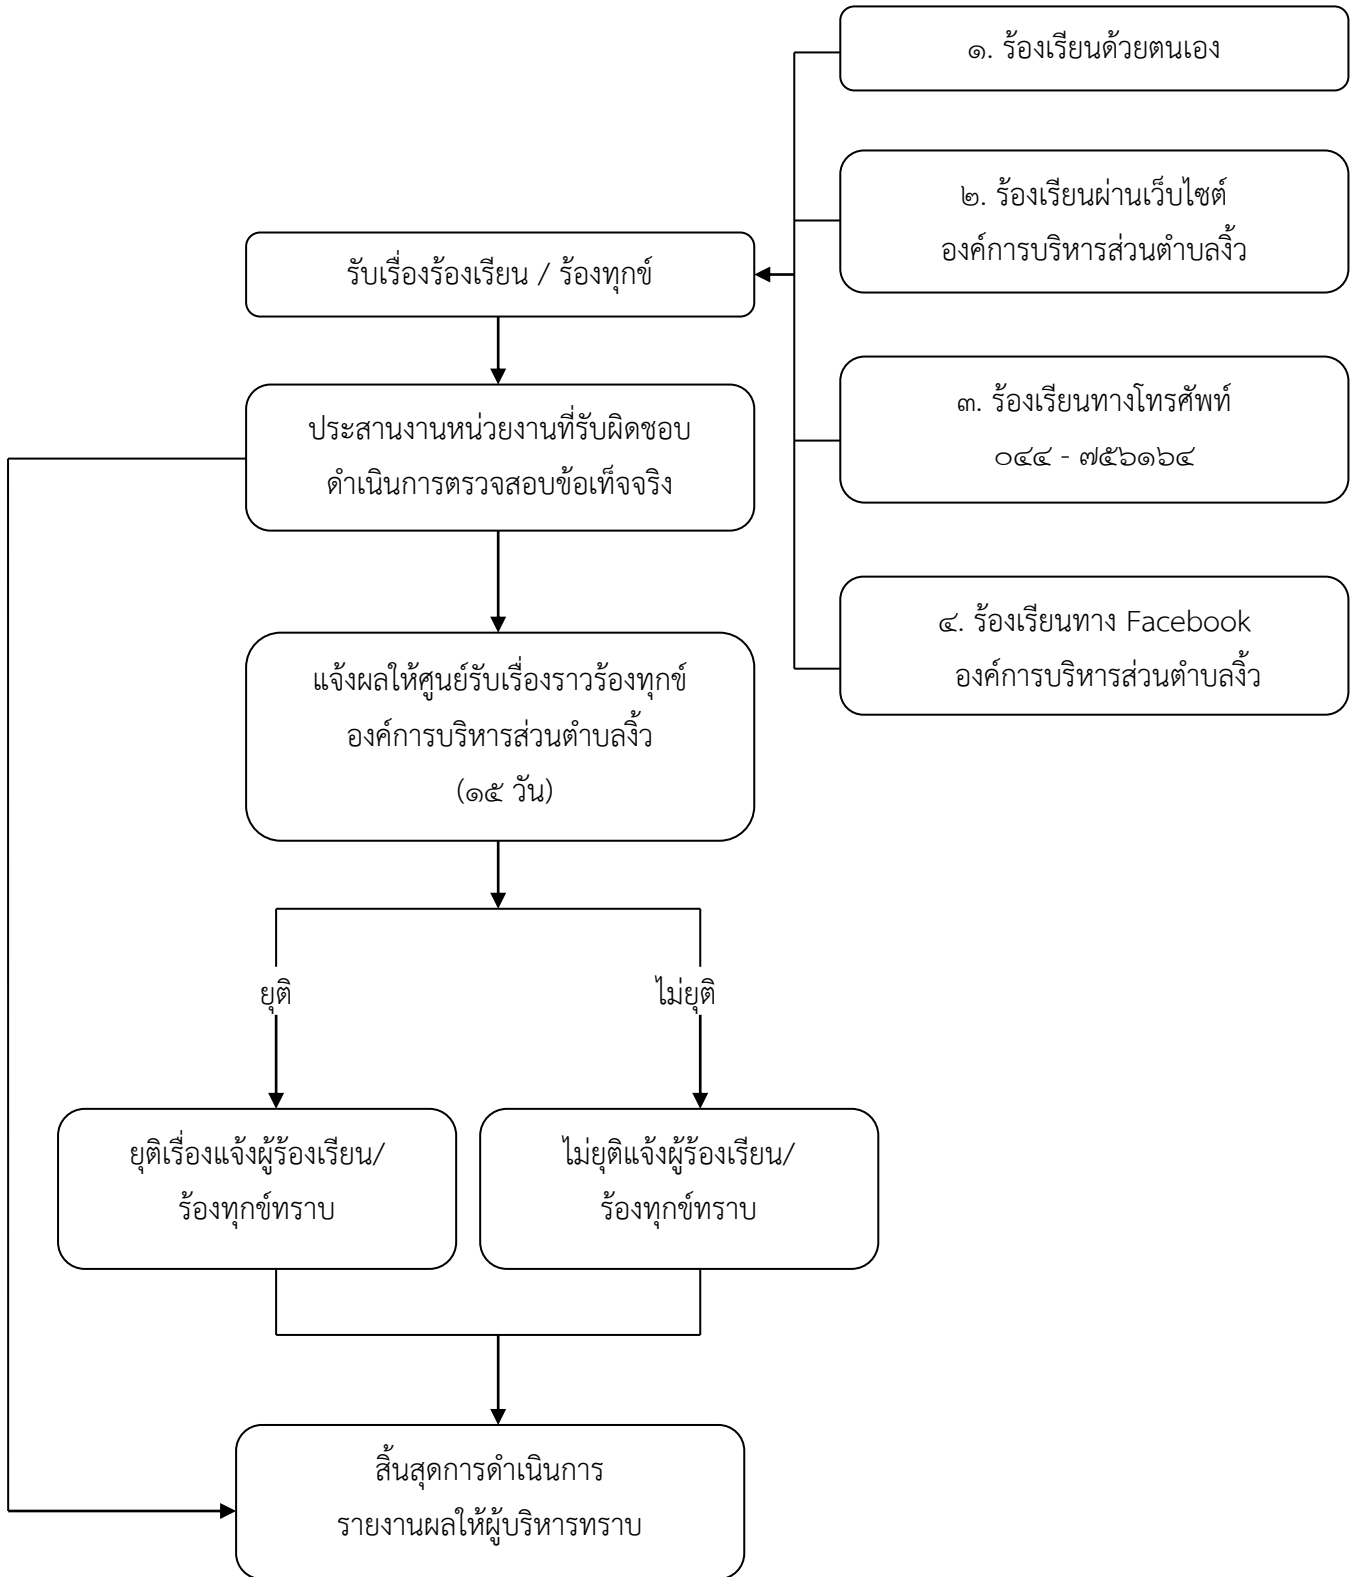 ๑. ร้องเรียนด้วยตนเอง
๒. ร้องเรียนผ่านเว็บไซต์
องค์การบริหารส่วนตำบลงิ้ว
รับเรื่องร้องเรียน / ร้องทุกข์
๓. ร้องเรียนทางโทรศัพท์
๐๔๔ - ๗๕๖๑๖๔
ประสานงานหน่วยงานที่รับผิดชอบ
ดำเนินการตรวจสอบข้อเท็จจริง
๔. ร้องเรียนทาง Facebook
องค์การบริหารส่วนตำบลงิ้ว
แจ้งผลให้ศูนย์รับเรื่องราวร้องทุกข์
องค์การบริหารส่วนตำบลงิ้ว
(๑๕ วัน)
ยุติ
ไม่ยุติ
ยุติเรื่องแจ้งผู้ร้องเรียน/
ร้องทุกข์ทราบ
ไม่ยุติแจ้งผู้ร้องเรียน/
ร้องทุกข์ทราบ
สิ้นสุดการดำเนินการ
รายงานผลให้ผู้บริหารทราบ